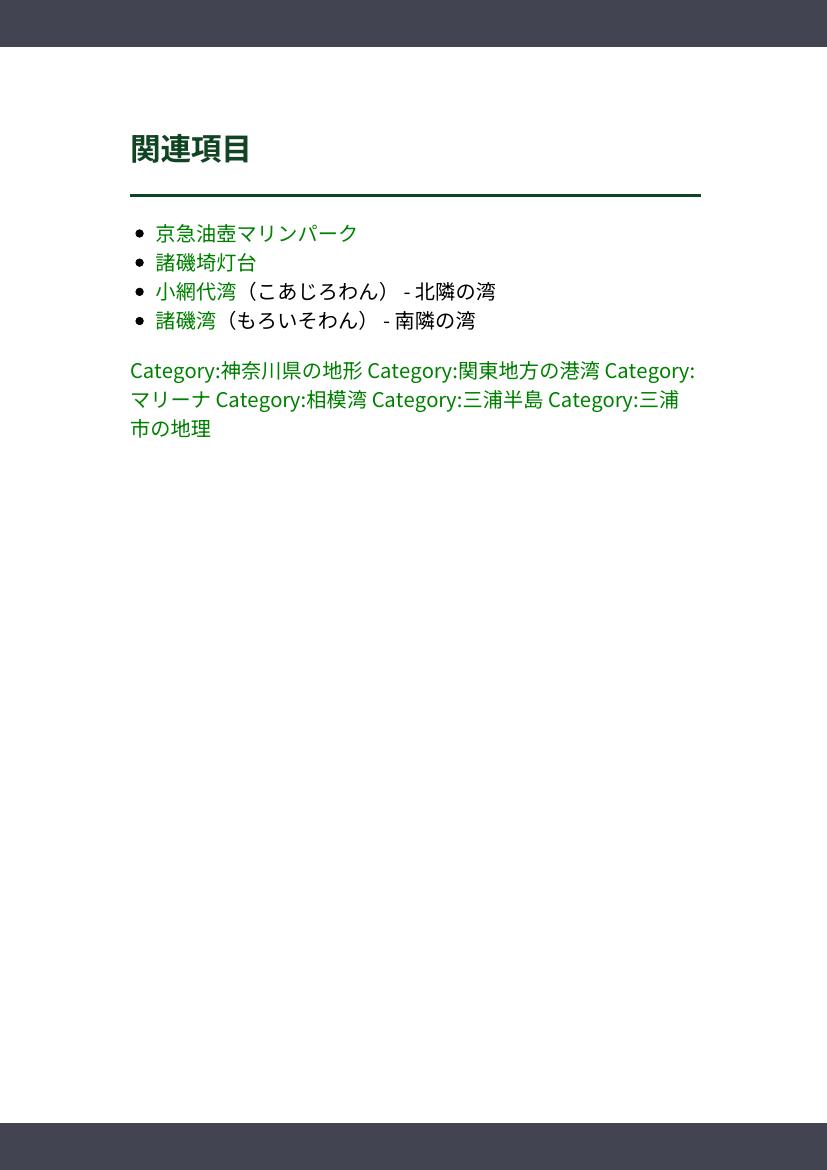 関連項目
京急油壺マリンパーク
諸磯埼灯台
小網代湾（こあじろわん） - 北隣の湾
諸磯湾（もろいそわん） - 南隣の湾
Category:神奈川県の地形 Category:関東地方の港湾 Category:
マリーナ Category:相模湾 Category:三浦半島 Category:三浦
市の地理